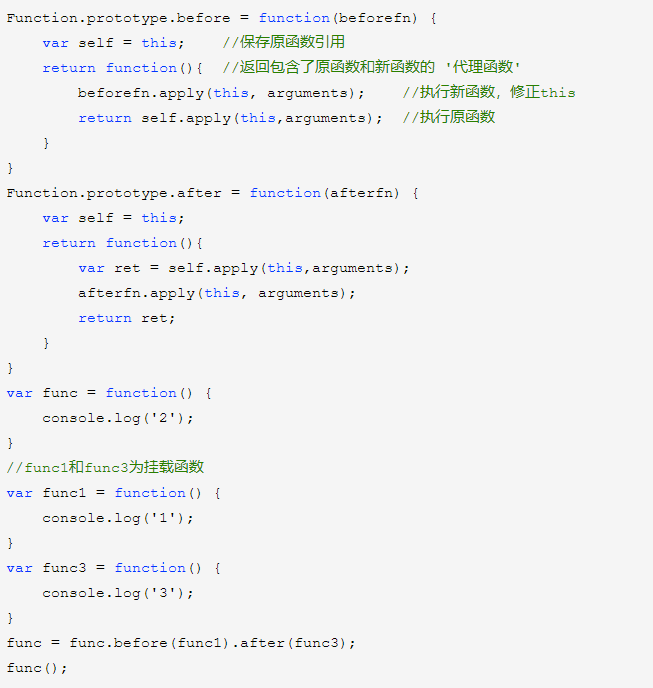 Function.prototype.before = function(beforefn) {
    var self = this;    //保存原函数引用
    return function(){  //返回包含了原函数和新函数的 '代理函数'
        beforefn.apply(this, arguments);    //执行新函数，修正this
        return self.apply(this,arguments);  //执行原函数
    }
}
Function.prototype.after = function(afterfn) {
    var self = this;
    return function(){
        var ret = self.apply(this,arguments);
        afterfn.apply(this, arguments);
        return ret;
    }
}
var func = function() {
    console.log('2');
}
//func1和func3为挂载函数
var func1 = function() {
    console.log('1');
}
var func3 = function() {
    console.log('3');
}
func = func.before(func1).after(func3);
func();